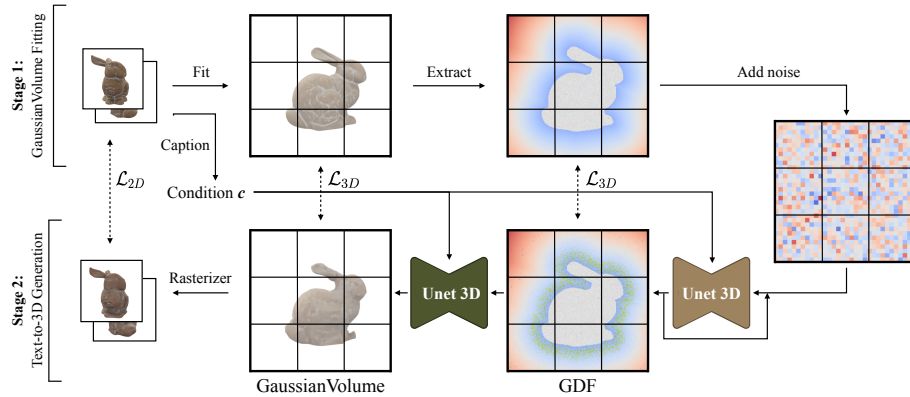 Stage 1:
GaussianVolume Fitting
Fit
Extract
Add noise
Caption
Condition c
ℒ2D
ℒ3D
ℒ3D
Stage 2:
Text-to-3D Generation
Rasterizer
Unet 3D
Unet 3D
GaussianVolume
GDF